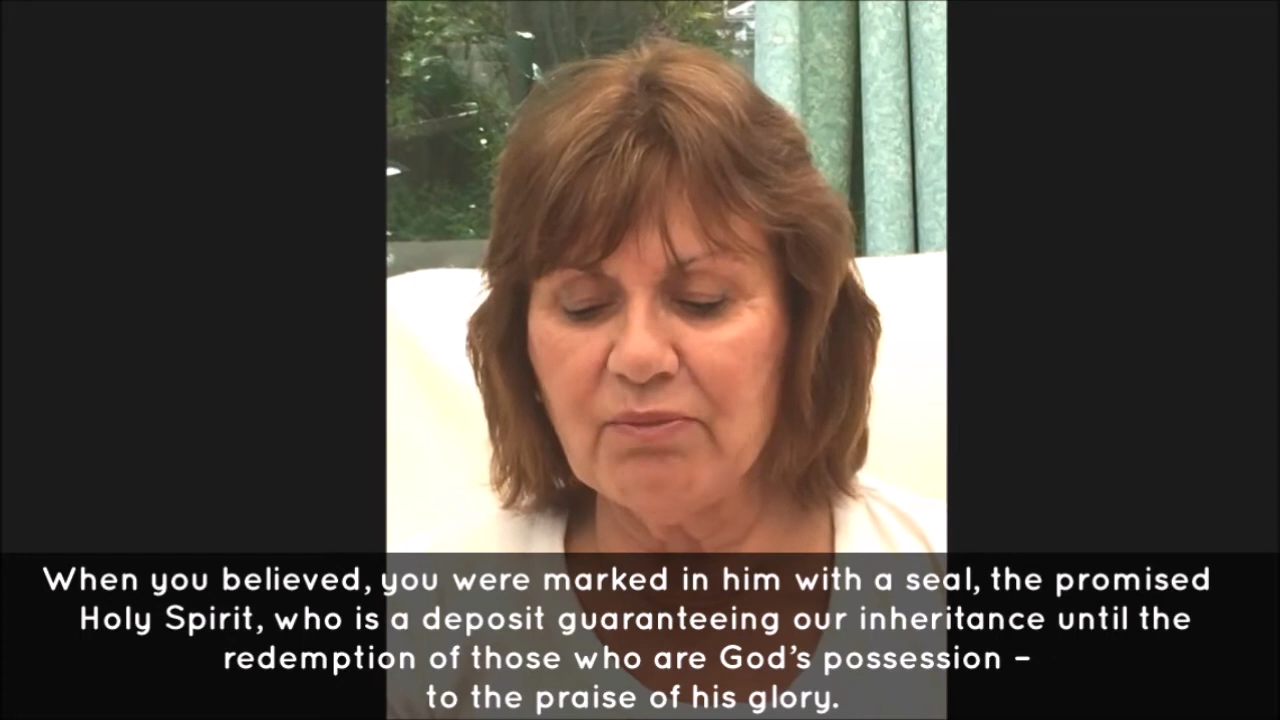 When you believed, you were marked in him with a seal, the promised
Holy Spirit, who is a deposit guaranteeing our inheritance until the
redemption of those who are God’s possession –
to the praise of his glory.